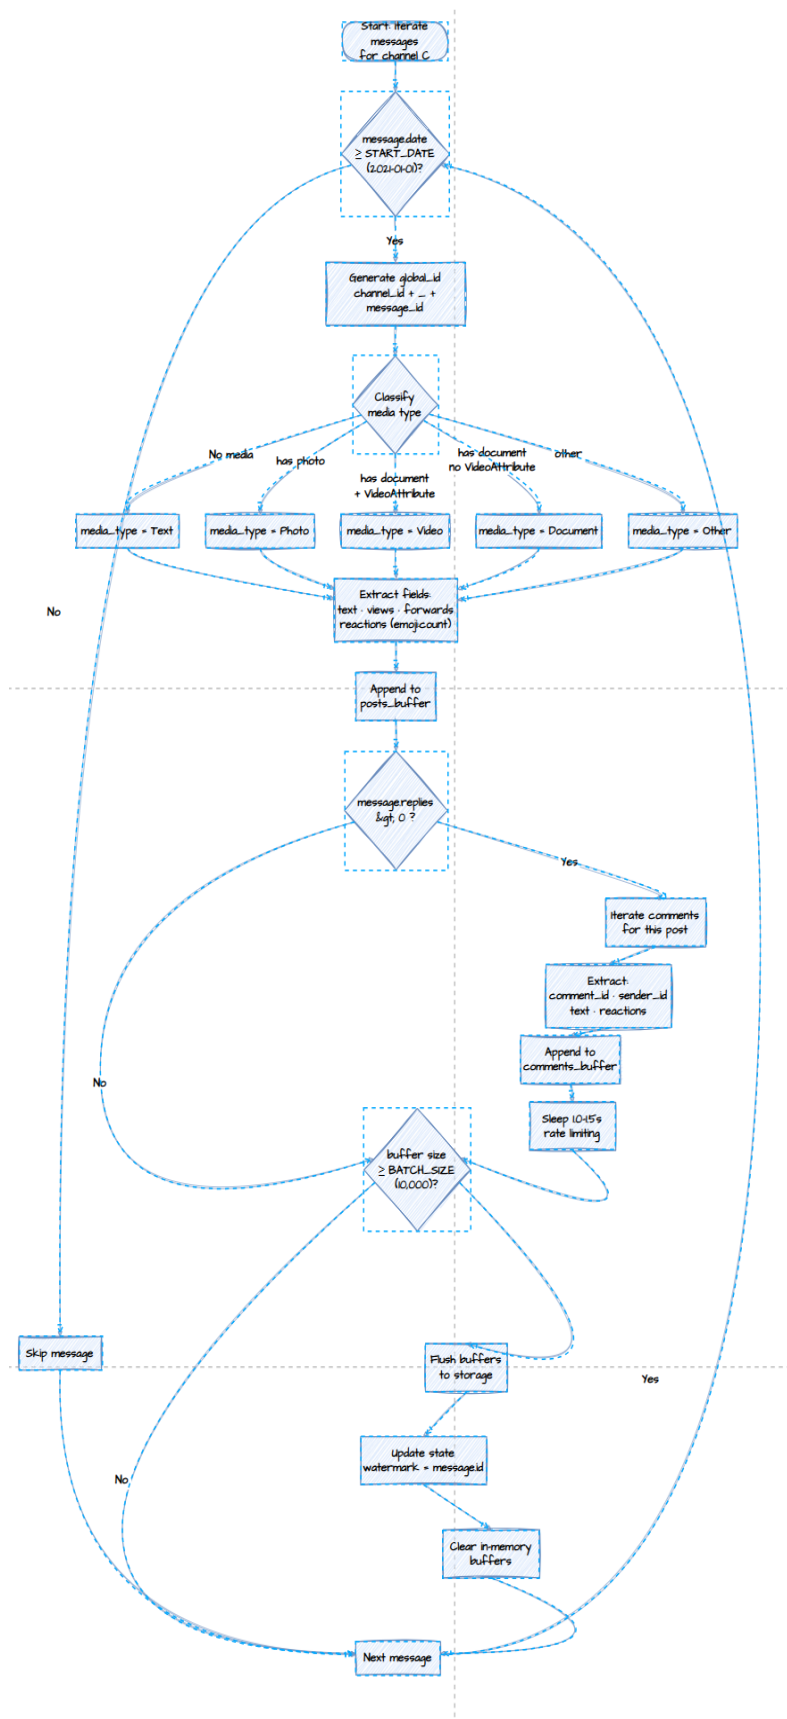 Start: Iterate
messages
for channel C
message.date
≥ START_DATE
(2021-01-01)?
Yes
Generate global_id
channel_id + _ +
message_id
Classify
media type
No media
has photo
has document
+ VideoAttribute
has document
no VideoAttribute
other
media_type = Text
media_type = Photo
media_type = Video
media_type = Document
media_type = Other
Extract fields:
text · views · forwards
reactions (emoji:count)
No
Append to
posts_buffer
message.replies
&gt; 0 ?
Yes
Iterate comments
for this post
Extract:
comment_id · sender_id
text · reactions
Append to
comments_buffer
No
Sleep 1.0-1.5s
rate limiting
buffer size
≥ BATCH_SIZE
(10,000)?
Skip message
Flush buffers
to storage
Yes
Update state
watermark = message.id
No
Clear in-memory
buffers
Next message